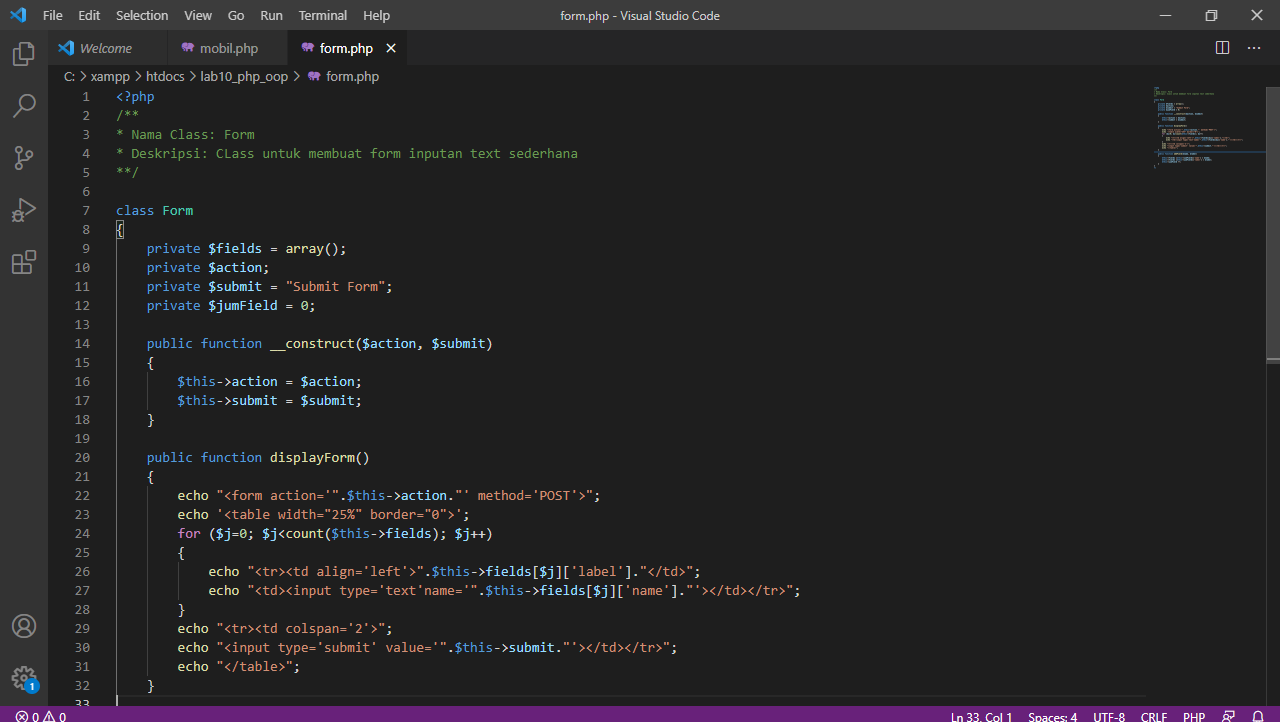 File Edit Selection View Go Run Terminal Help form.php - Visual Studio Code
Welcome mobil.php form.php
C: > xampp > htdocs > lab10_php_oop > form.php
1 <?php
2 /**
3 * Nama Class: Form
4 * Deskripsi: CLass untuk membuat form inputan text sederhana
5 **/
6
7 class Form
8 {
9 private $fields = array();
10 private $action;
11 private $submit = "Submit Form";
12 private $jumField = 0;
13
14 public function __construct($action, $submit)
15 {
16 $this->action = $action;
17 $this->submit = $submit;
18 }
19
20 public function displayForm()
21 {
22 echo "<form action='".$this->action."' method='POST'>";
23 echo '<table width="25%" border="0">';
24 for ($j=0; $j<count($this->fields); $j++)
25 {
26 echo "<tr><td align='left'>".$this->fields[$j]['label']."</td>";
27 echo "<td><input type='text'name='".$this->fields[$j]['name']."'></td></tr>";
28 }
29 echo "<tr><td colspan='2'>";
30 echo "<input type='submit' value='".$this->submit."'></td></tr>";
31 echo "</table>";
32 }
33
1
0 0 Ln 33, Col 1 Spaces: 4 UTF-8 CRLF PHP